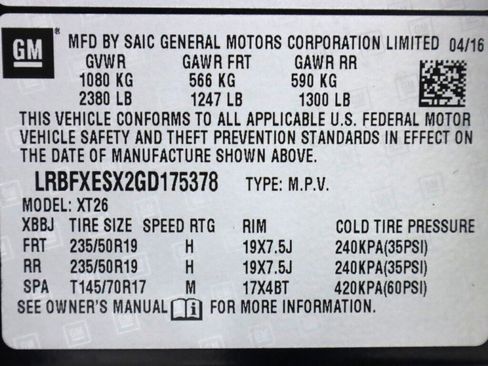 GM
MFD BY SAIC GENERAL MOTORS CORPORATION LIMITED 04/16
GVWR GAWR FRT GAWR RR
1080 KG 566 KG 590 KG
2380 LB 1247 LB 1300 LB
THIS VEHICLE CONFORMS TO ALL APPLICABLE U.S. FEDERAL MOTOR
VEHICLE SAFETY AND THEFT PREVENTION STANDARDS IN EFFECT ON
THE DATE OF MANUFACTURE SHOWN ABOVE.
LRBFXESX2GD175378 TYPE: M.P.V.
MODEL: XT26
XBBJ TIRE SIZE SPEED RTG RIM COLD TIRE PRESSURE
FRT 235/50R19 H 19X7.5J 240KPA(35PSI)
RR 235/50R19 H 19X7.5J 240KPA(35PSI)
SPA T145/70R17 M 17X4BT 420KPA(60PSI)
SEE OWNER'S MANUAL i FOR MORE INFORMATION.